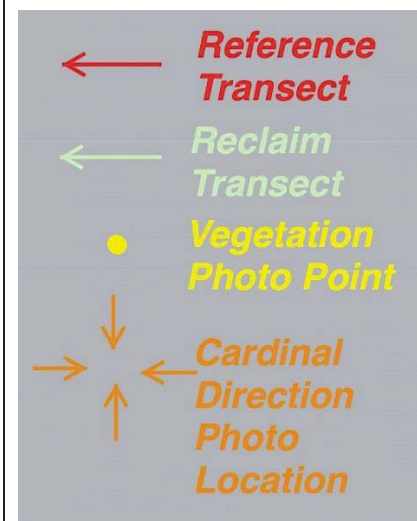 Reference
Transect
Reclaim
Transect
Vegetation
Photo Point
Cardinal
Direction
Photo
Location